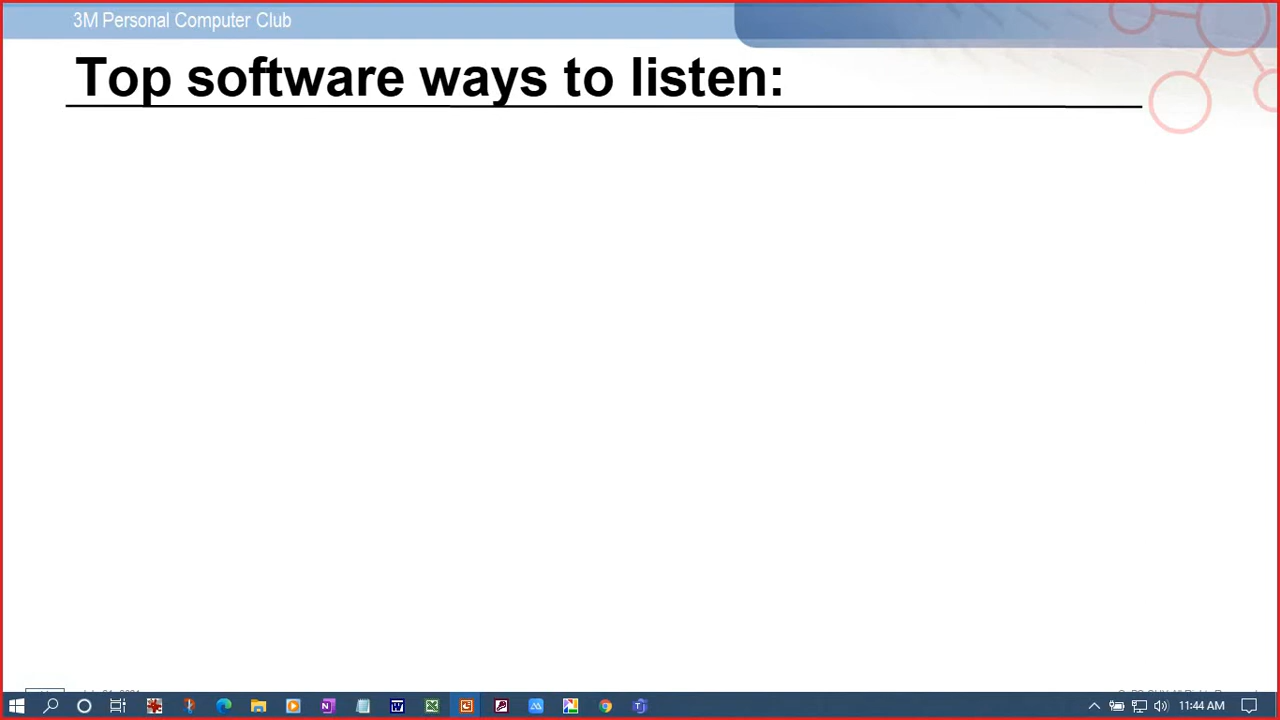 3M Personal Computer Club
Top software ways to listen:
11:44 AM